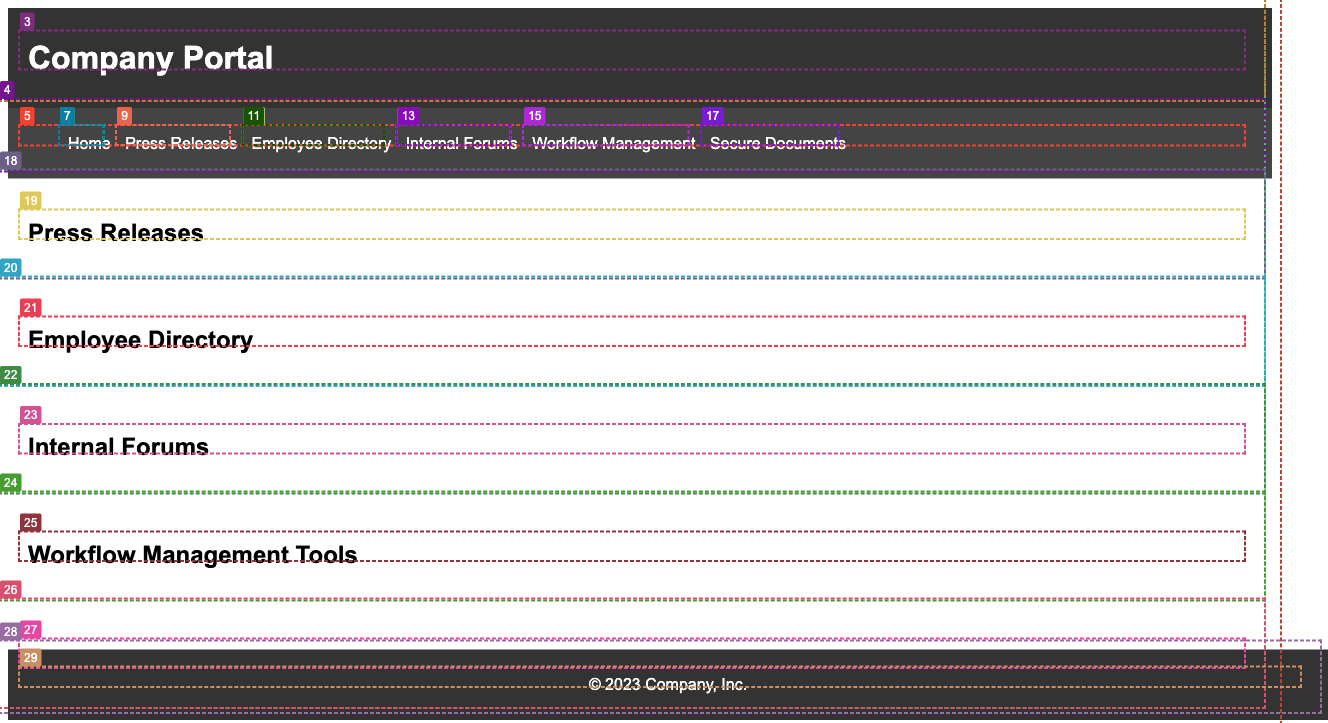 3
Company Portal
4
5 7 9 11 13 15 17
Home Press Releases Employee Directory Internal Forums Workflow Management Secure Documents
18
19
Press Releases
20
21
Employee Directory
22
23
Internal Forums
24
25
Workflow Management Tools
26
28 27
29
© 2023 Company, Inc.